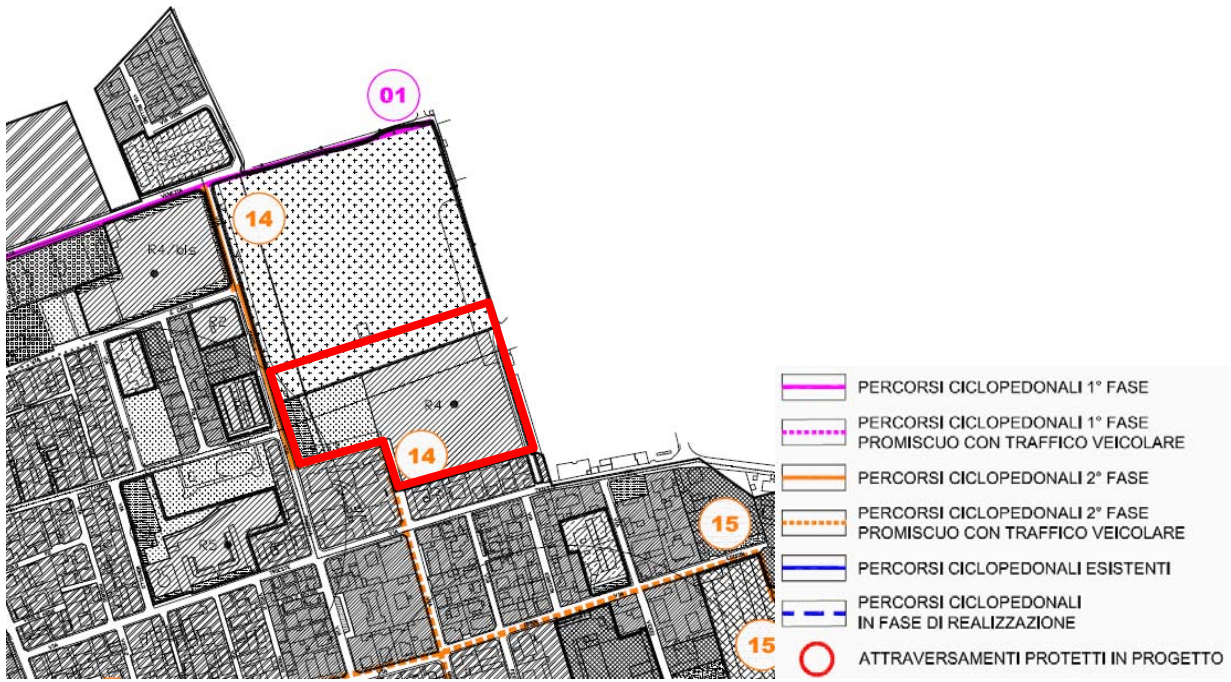 01
14
R4/bis
R4
14
15
15
PERCORSI CICLOPEDONALI 1° FASE
PERCORSI CICLOPEDONALI 1° FASE
PROMISCUO CON TRAFFICO VEICOLARE
PERCORSI CICLOPEDONALI 2° FASE
PERCORSI CICLOPEDONALI 2° FASE
PROMISCUO CON TRAFFICO VEICOLARE
PERCORSI CICLOPEDONALI ESISTENTI
PERCORSI CICLOPEDONALI
IN FASE DI REALIZZAZIONE
ATTRAVERSAMENTI PROTETTI IN PROGETTO